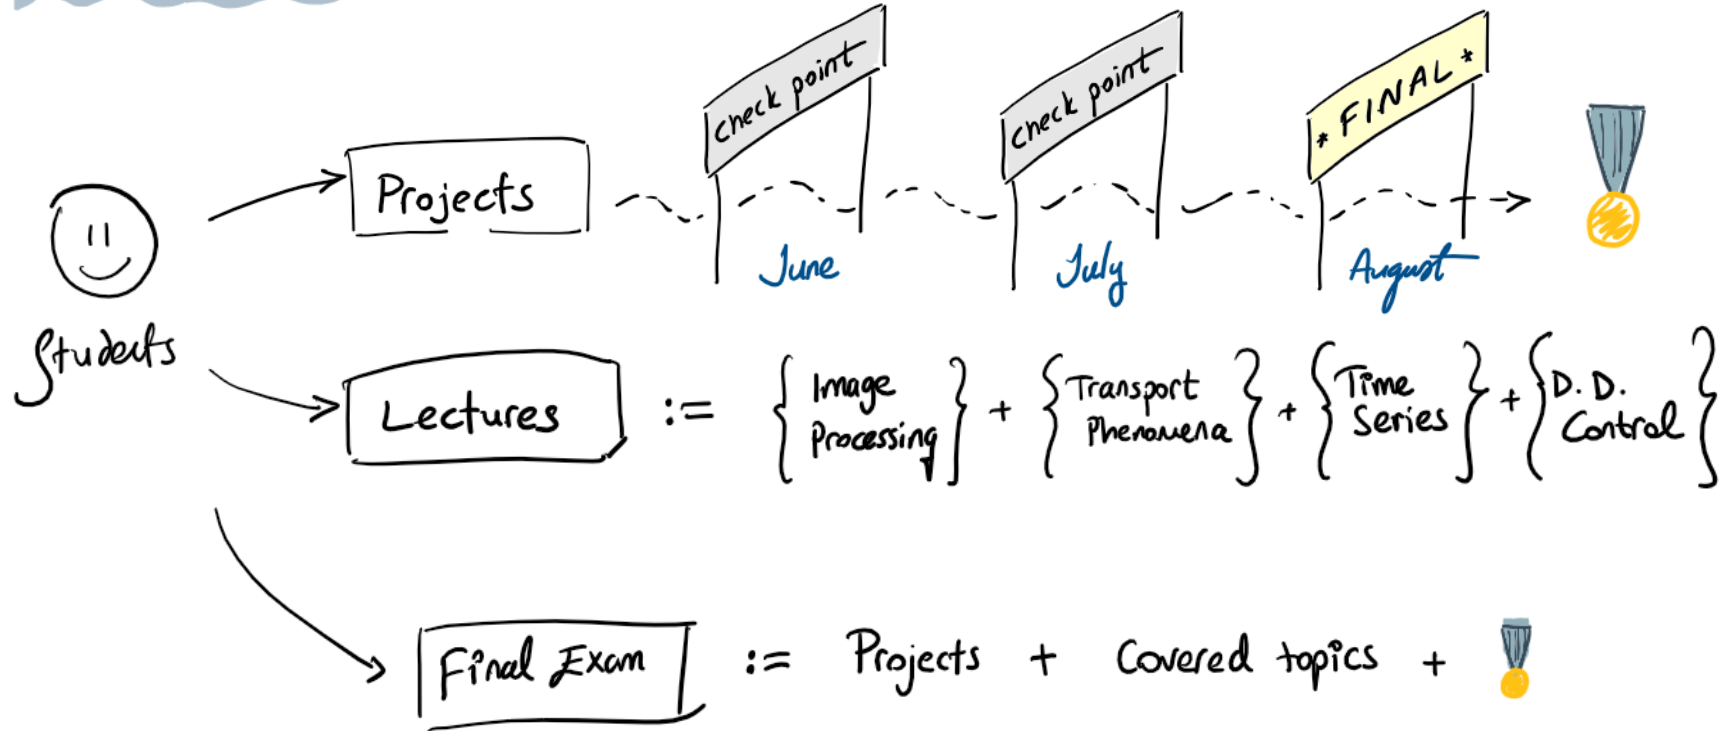 check point
check point
* FINAL *
Projects
June
July
August
Students
Lectures := { Image Processing } + { Transport Phenomena } + { Time Series } + { D. D. Control }
Final Exam := Projects + Covered topics +